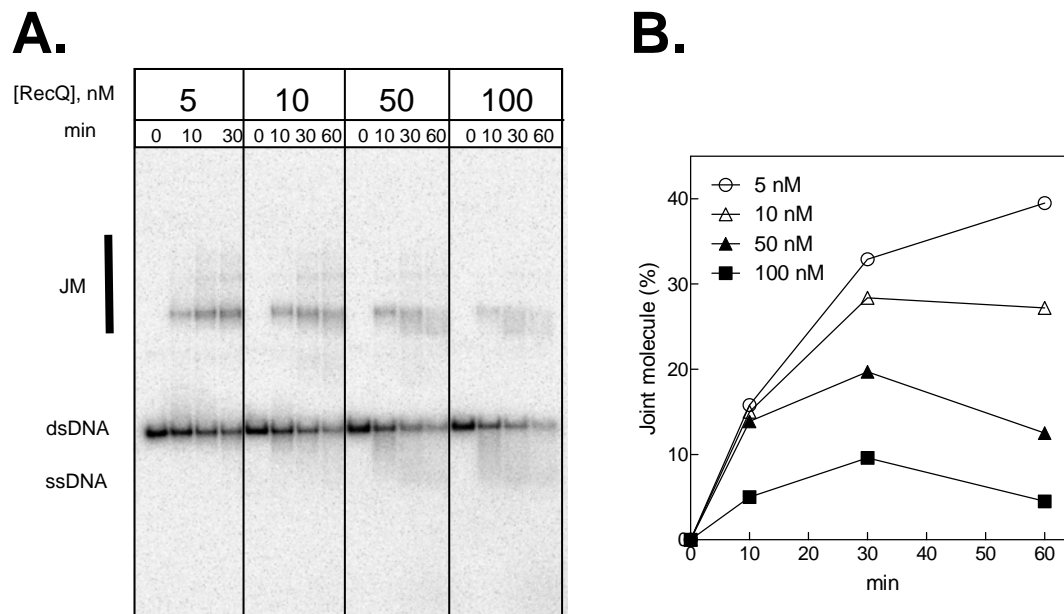 A.
[RecQ], nM
5 10 50 100
min
0 10 30 0 10 30 60 0 10 30 60 0 10 30 60
JM
dsDNA
ssDNA
B.
Joint molecule (%)
40
30
20
10
0
5 nM
10 nM
50 nM
100 nM
0 10 20 30 40 50 60
min